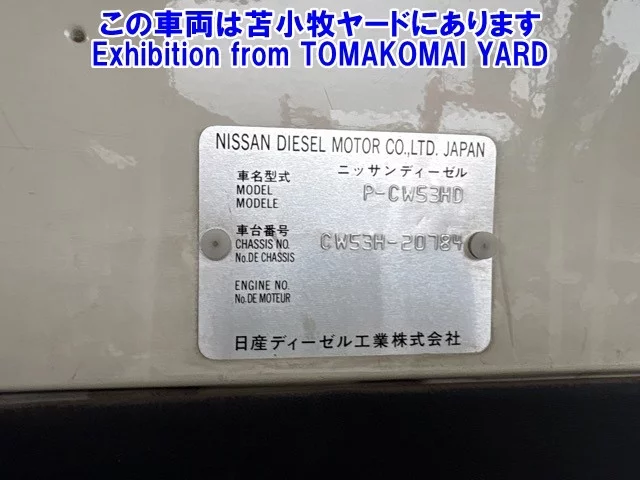 この車両は苫小牧ヤードにあります
Exhibition from TOMAKOMAI YARD
NISSAN DIESEL MOTOR CO.,LTD. JAPAN
車名型式 ニッサンディーゼル
MODEL P-CW53HD
MODELE
車台番号
CHASSIS NO. CW53H-20784
No.DE CHASSIS
ENGINE NO.
No.DE MOTEUR
日産ディーゼル工業株式会社